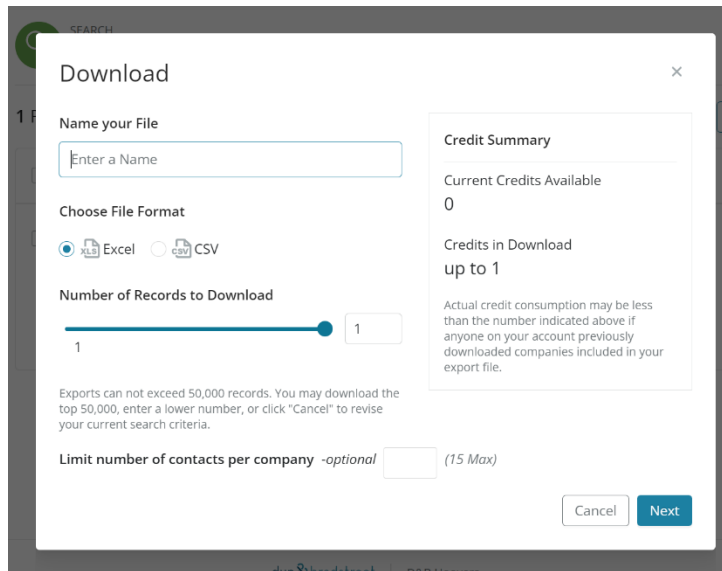 SEARCH
Download
×
1
Name your File
Enter a Name
Choose File Format
XLS Excel CSV CSV
Number of Records to Download
1
1
Exports can not exceed 50,000 records. You may download the
top 50,000, enter a lower number, or click "Cancel" to revise
your current search criteria.
Limit number of contacts per company -optional (15 Max)
Credit Summary
Current Credits Available
0
Credits in Download
up to 1
Actual credit consumption may be less
than the number indicated above if
anyone on your account previously
downloaded companies included in your
export file.
Cancel Next